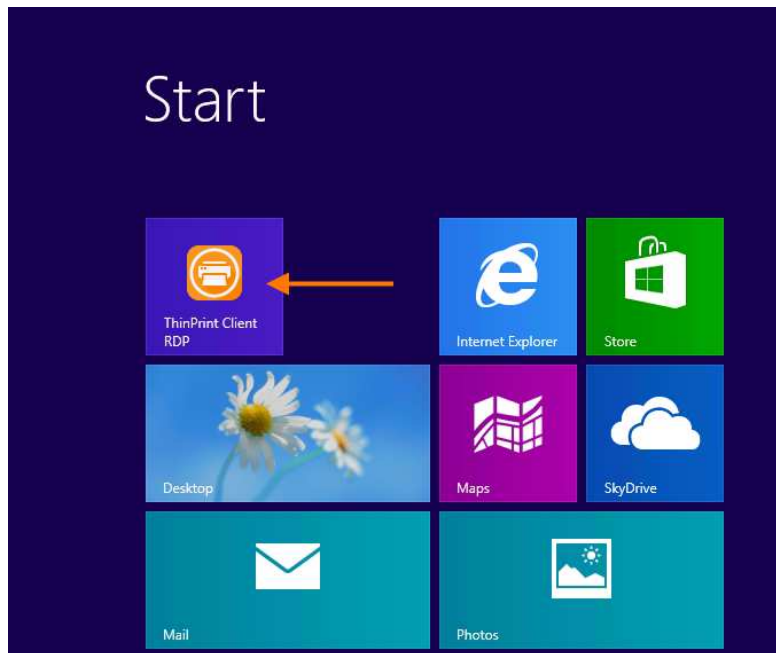 Start
ThinPrint Client
RDP
Internet Explorer
Store
Desktop
Maps
SkyDrive
Mail
Photos